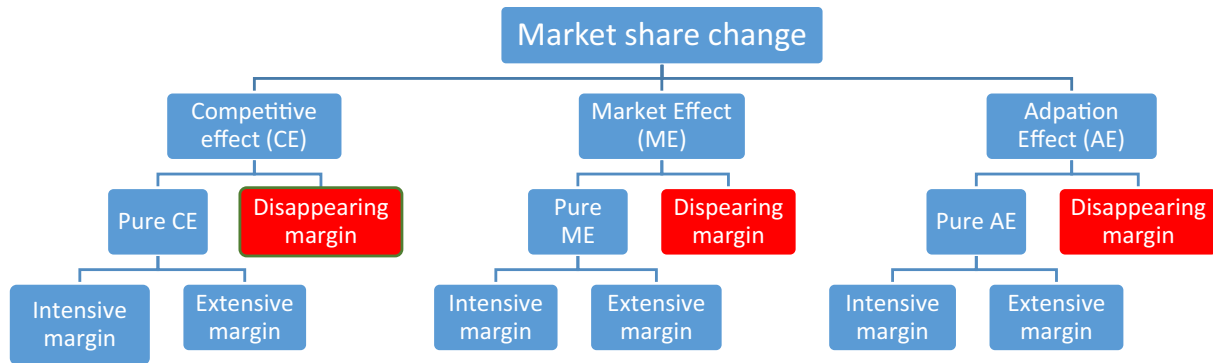 Market share change
Competitive
effect (CE)
Market Effect
(ME)
Adpation
Effect (AE)
Pure CE
Disappearing
margin
Pure
ME
Dispearing
margin
Pure AE
Disappearing
margin
Intensive
margin
Extensive
margin
Intensive
margin
Extensive
margin
Intensive
margin
Extensive
margin